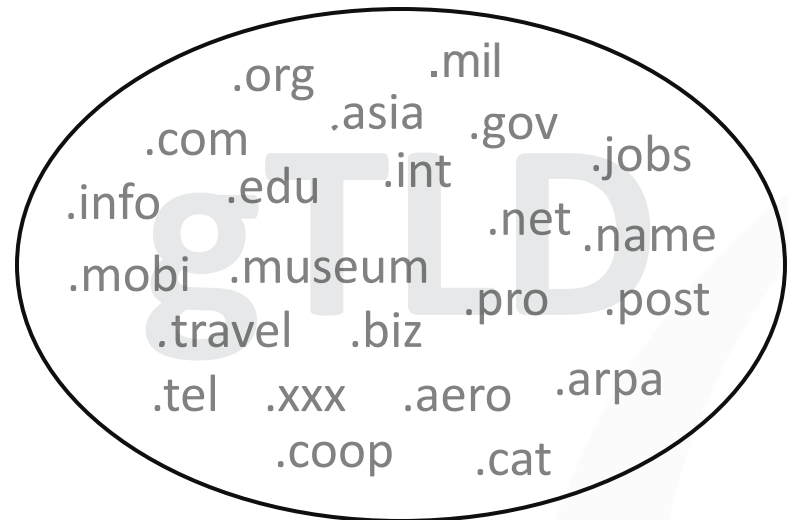 .org
.mil
.asia
.com
.gov
.jobs
.int
.edu
.info
.net
.name
.mobi
.museum
.pro
.post
.travel
.biz
.tel
.xxx
.aero
.arpa
.coop
.cat
gTLD